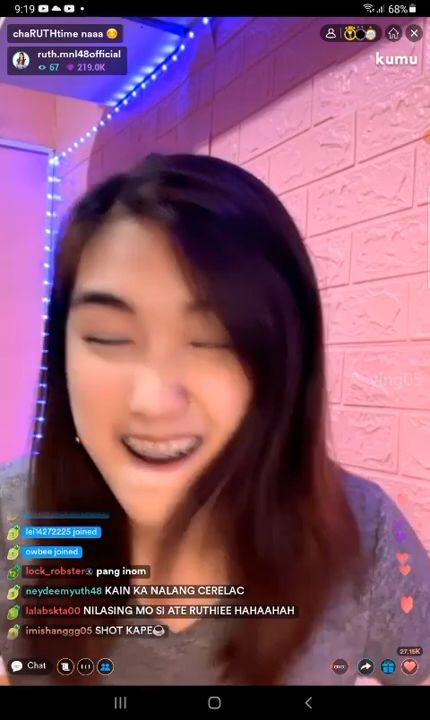 9:19
68%
chaRUTHtime naaa
ruth.mnl48official
67 219.0K
kumu
ying05
lei14272225 joined
owbee joined
lock_robster pang inom
neydeemyuth48 KAIN KA NALANG CERELAC
lalabskta00 NILASING MO SI ATE RUTHIEE HAHAAHAH
imishanggg05 SHOT KAPE
Chat
27.15K